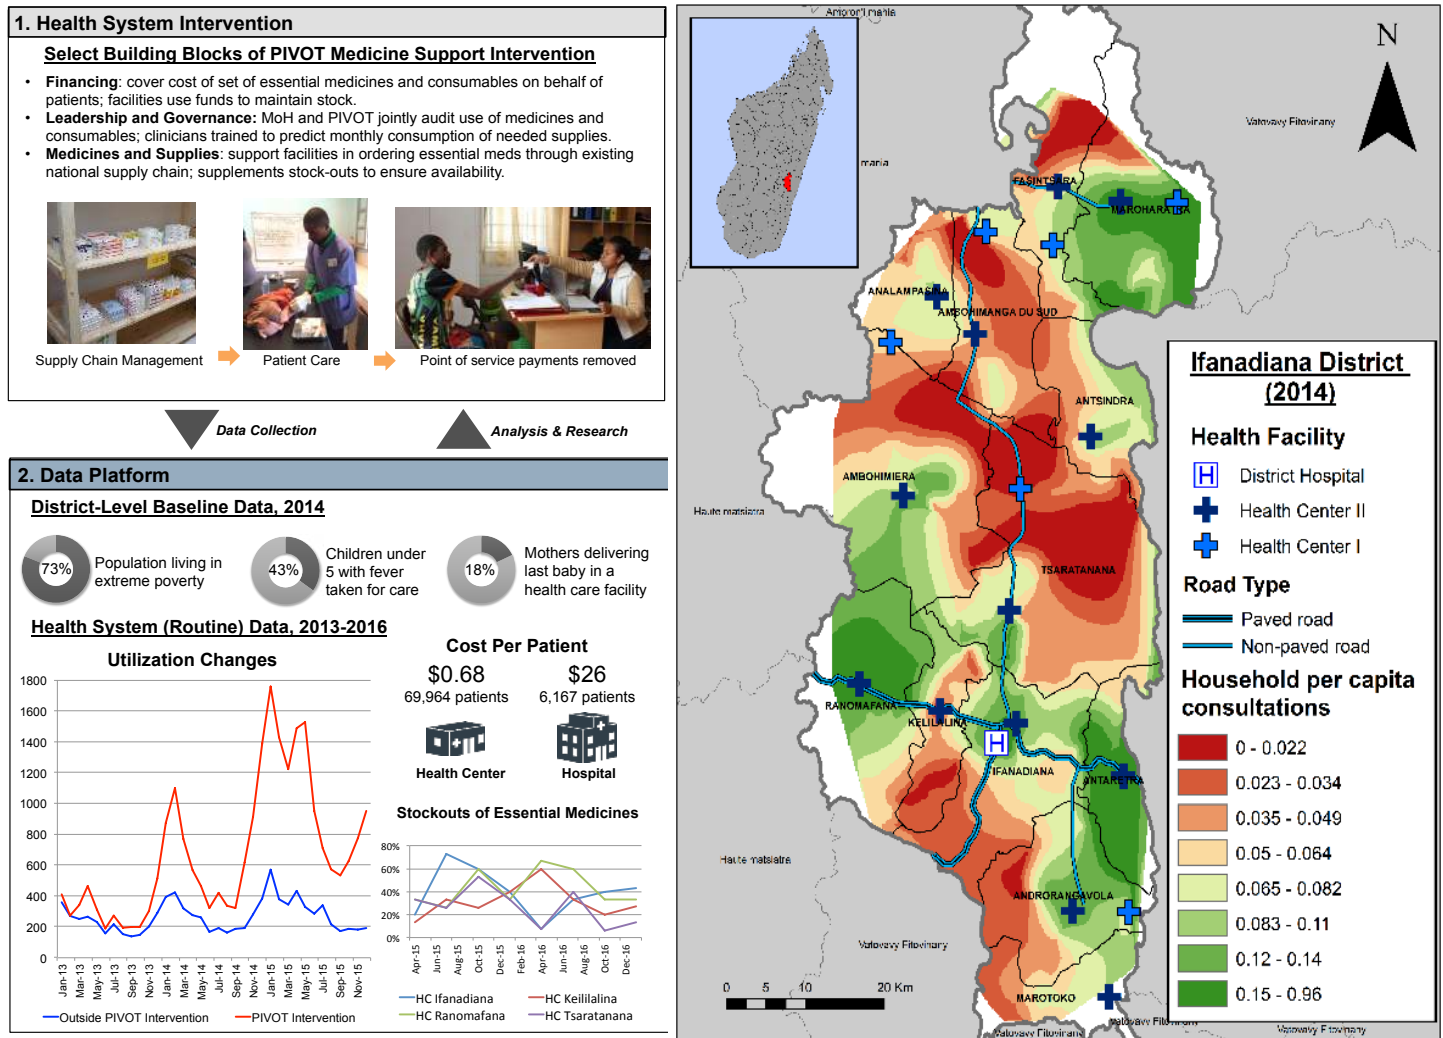 1. Health System Intervention
Select Building Blocks of PIVOT Medicine Support Intervention
• Financing: cover cost of set of essential medicines and consumables on behalf of
patients; facilities use funds to maintain stock.
• Leadership and Governance: MoH and PIVOT jointly audit use of medicines and
consumables; clinicians trained to predict monthly consumption of needed supplies.
• Medicines and Supplies: support facilities in ordering essential meds through existing
national supply chain; supplements stock-outs to ensure availability.
Supply Chain Management
Patient Care
Point of service payments removed
Data Collection
Analysis & Research
2. Data Platform
District-Level Baseline Data, 2014
73%
Population living in
extreme poverty
43%
Children under
5 with fever
taken for care
18%
Mothers delivering
last baby in a
health care facility
Health System (Routine) Data, 2013-2016
Utilization Changes
1800
1600
1400
1200
1000
800
600
400
200
0
Jan-13
Mar-13
May-13
Jul-13
Sep-13
Nov-13
Jan-14
Mar-14
May-14
Jul-14
Sep-14
Nov-14
Jan-15
Mar-15
May-15
Jul-15
Sep-15
Nov-15
Outside PIVOT Intervention
PIVOT Intervention
Cost Per Patient
$0.68
69,964 patients
Health Center
$26
6,167 patients
Hospital
Stockouts of Essential Medicines
80%
60%
40%
20%
0%
Apr-15
Jun-15
Aug-15
Oct-15
Dec-15
Feb-16
Apr-16
Jun-16
Aug-16
Oct-16
Dec-16
HC Ifanadiana
HC Keililalina
HC Ranomafana
HC Tsaratanana
mania
N
Vatovavy Fitovinany
FASINTSARA
MAROHARATRA
ANALAMPASINA
AMBOHIMANGA DU SUD
ANTSINDRA
AMBOHIMIERA
Haute matsiatra
TSARATANANA
RANOMAFANA
KELILALINA
IFANADIANA
ANTARETRA
Haute matsiatra
ANDRORANGAVOLA
Vatovavy Fitovinany
MAROTOKO
0 5 10 20 Km
Vatovavy Fitovinany
Vatovavy Fitovinany
Ifanadiana District
(2014)
Health Facility
H District Hospital
Health Center II
Health Center I
Road Type
Paved road
Non-paved road
Household per capita
consultations
0 - 0.022
0.023 - 0.034
0.035 - 0.049
0.05 - 0.064
0.065 - 0.082
0.083 - 0.11
0.12 - 0.14
0.15 - 0.96
H